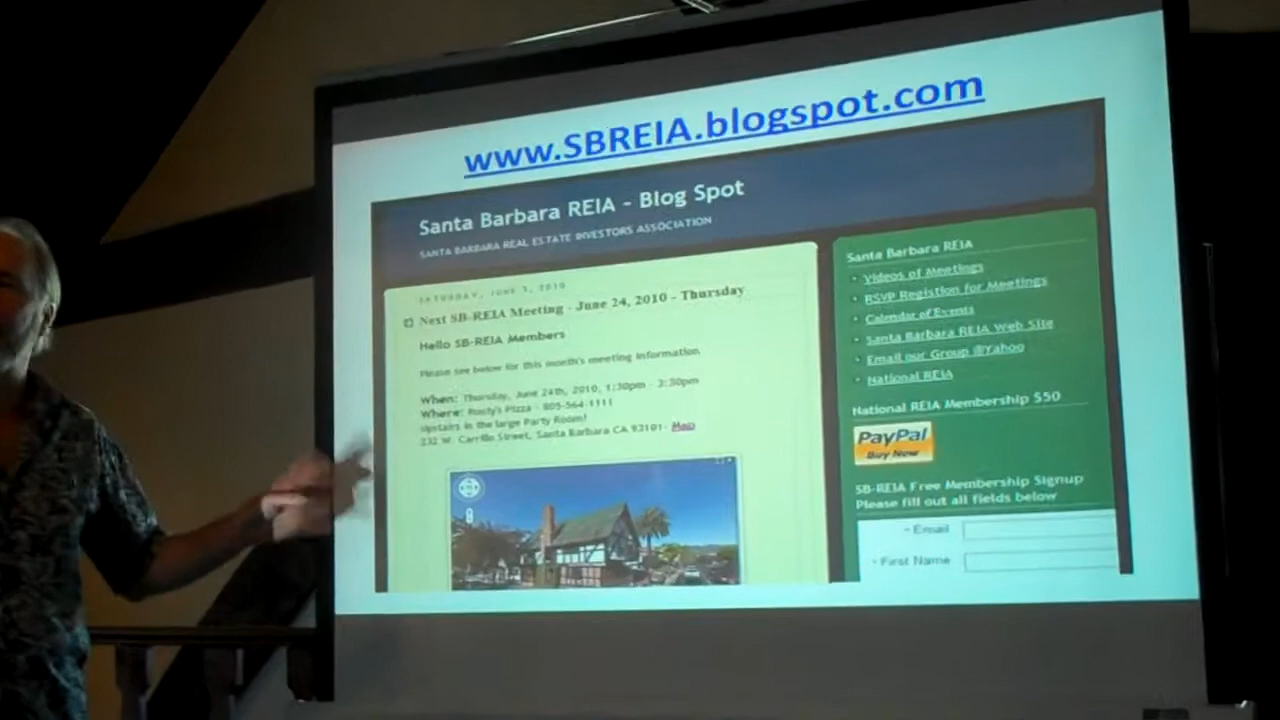 www.SBREIA.blogspot.com
Santa Barbara REIA - Blog Spot
SANTA BARBARA REAL ESTATE INVESTORS ASSOCIATION
SATURDAY, JUNE 5, 2010
Next SB-REIA Meeting - June 24, 2010 - Thursday
Hello SB-REIA Members
Please see below for this month's meeting information
When: Thursday, June 24th, 2010, 1:30pm - 3:30pm
Where: Rusty's Pizza - 805-564-1111
Upstairs in the large Party Room!
232 W. Carrillo Street, Santa Barbara CA 93101- Map
Santa Barbara REIA
Videos of Meetings
RSVP Registion for Meetings
Calendar of Events
Santa Barbara REIA Web Site
Email our Group @Yahoo
National REIA
National REIA Membership $50
PayPal
Buy Now
SB-REIA Free Membership Signup
Please fill out all fields below
* Email
* First Name